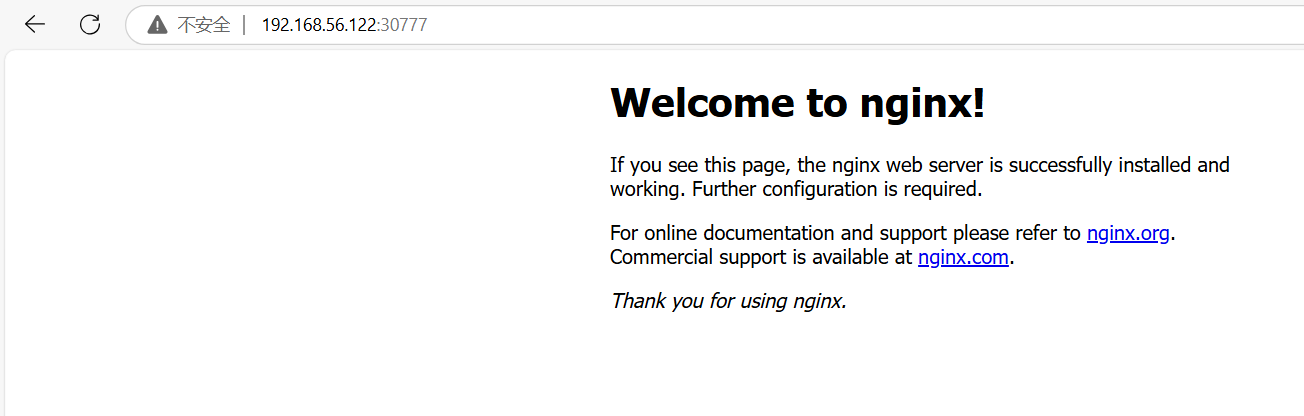 不安全 | 192.168.56.122:30777
Welcome to nginx!
If you see this page, the nginx web server is successfully installed and
working. Further configuration is required.
For online documentation and support please refer to nginx.org.
Commercial support is available at nginx.com.
Thank you for using nginx.